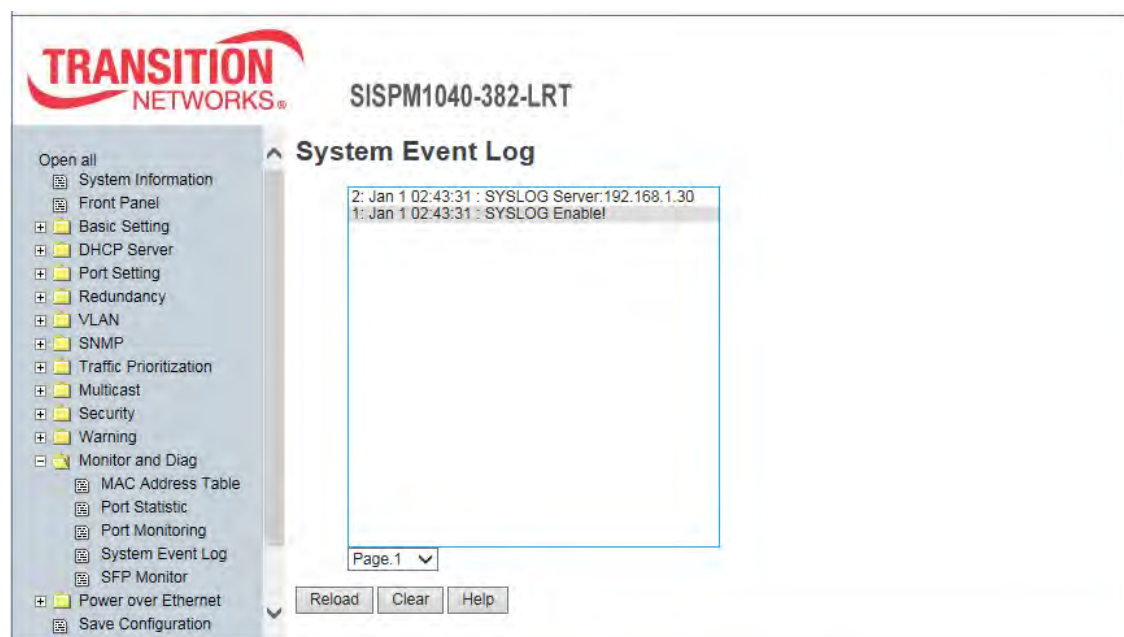 TRANSITION
NETWORKS®
SISPM1040-382-LRT
Open all
System Information
Front Panel
Basic Setting
DHCP Server
Port Setting
Redundancy
VLAN
SNMP
Traffic Prioritization
Multicast
Security
Warning
Monitor and Diag
MAC Address Table
Port Statistic
Port Monitoring
System Event Log
SFP Monitor
Power over Ethernet
Save Configuration
System Event Log
2: Jan 1 02:43:31 : SYSLOG Server:192.168.1.30
1: Jan 1 02:43:31 : SYSLOG Enable!
Page.1
Reload Clear Help